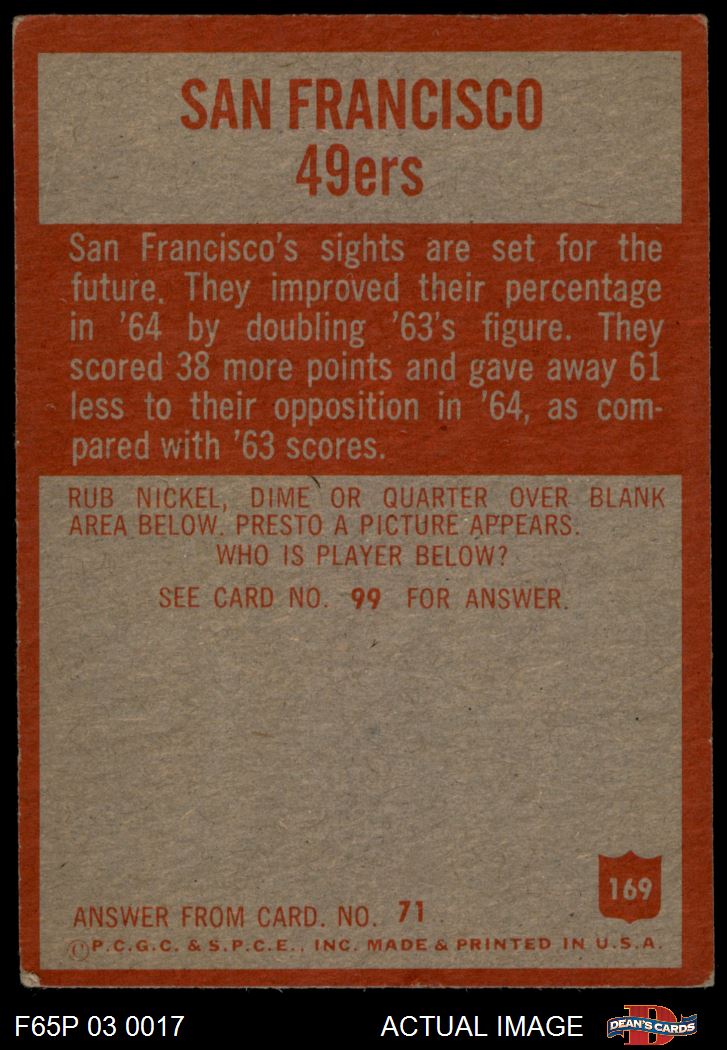 SAN FRANCISCO
49ers
San Francisco's sights are set for the
future. They improved their percentage
in '64 by doubling '63's figure. They
scored 38 more points and gave away 61
less to their opposition in '64, as com-
pared with '63 scores.
RUB NICKEL, DIME OR QUARTER OVER BLANK
AREA BELOW. PRESTO A PICTURE APPEARS.
WHO IS PLAYER BELOW?
SEE CARD NO. 99 FOR ANSWER.
169
ANSWER FROM CARD. NO. 71
©P.C.G.C. & S.P.C.E., INC. MADE & PRINTED IN U.S.A.
F65P 03 0017
ACTUAL IMAGE
D
DEAN'S CARDS